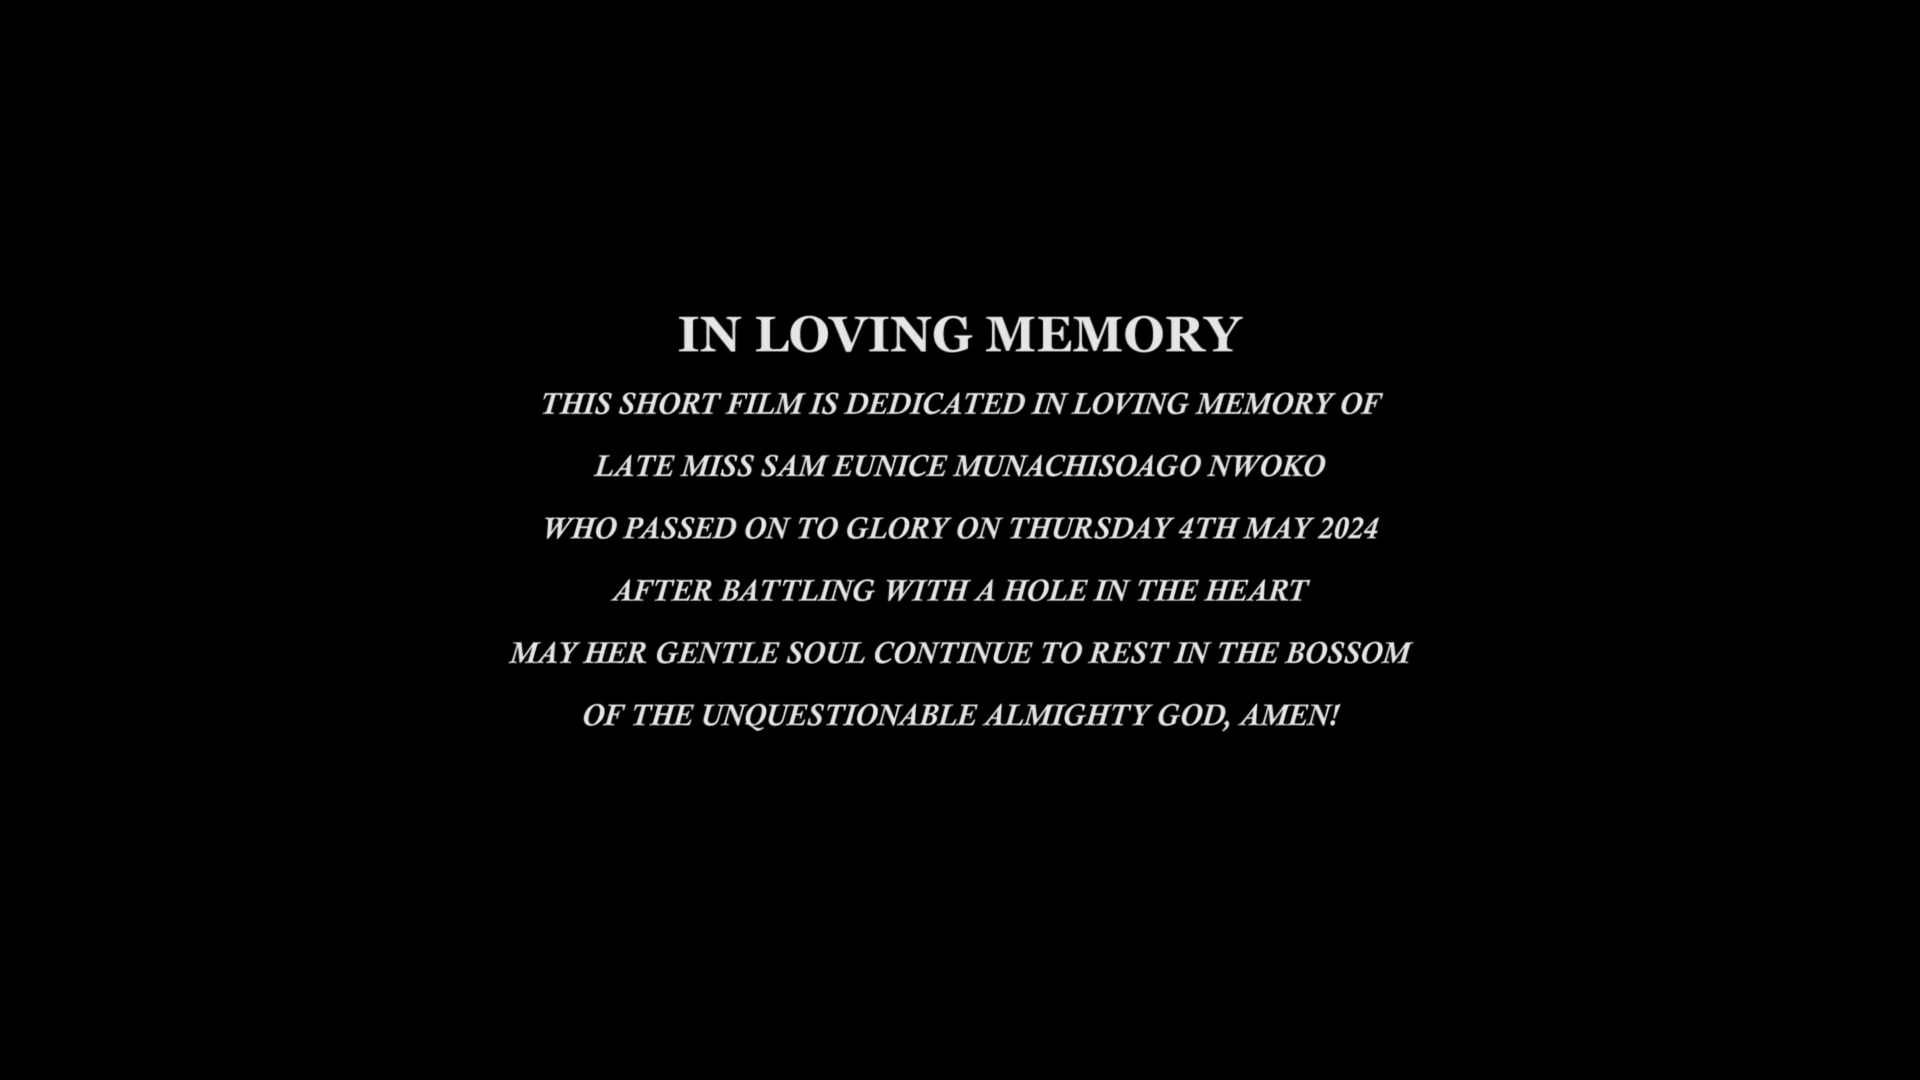 IN LOVING MEMORY
THIS SHORT FILM IS DEDICATED IN LOVING MEMORY OF
LATE MISS SAM EUNICE MUNACHISOAGO NWOKO
WHO PASSED ON TO GLORY ON THURSDAY 4TH MAY 2024
AFTER BATTLING WITH A HOLE IN THE HEART
MAY HER GENTLE SOUL CONTINUE TO REST IN THE BOSSOM
OF THE UNQUESTIONABLE ALMIGHTY GOD, AMEN!